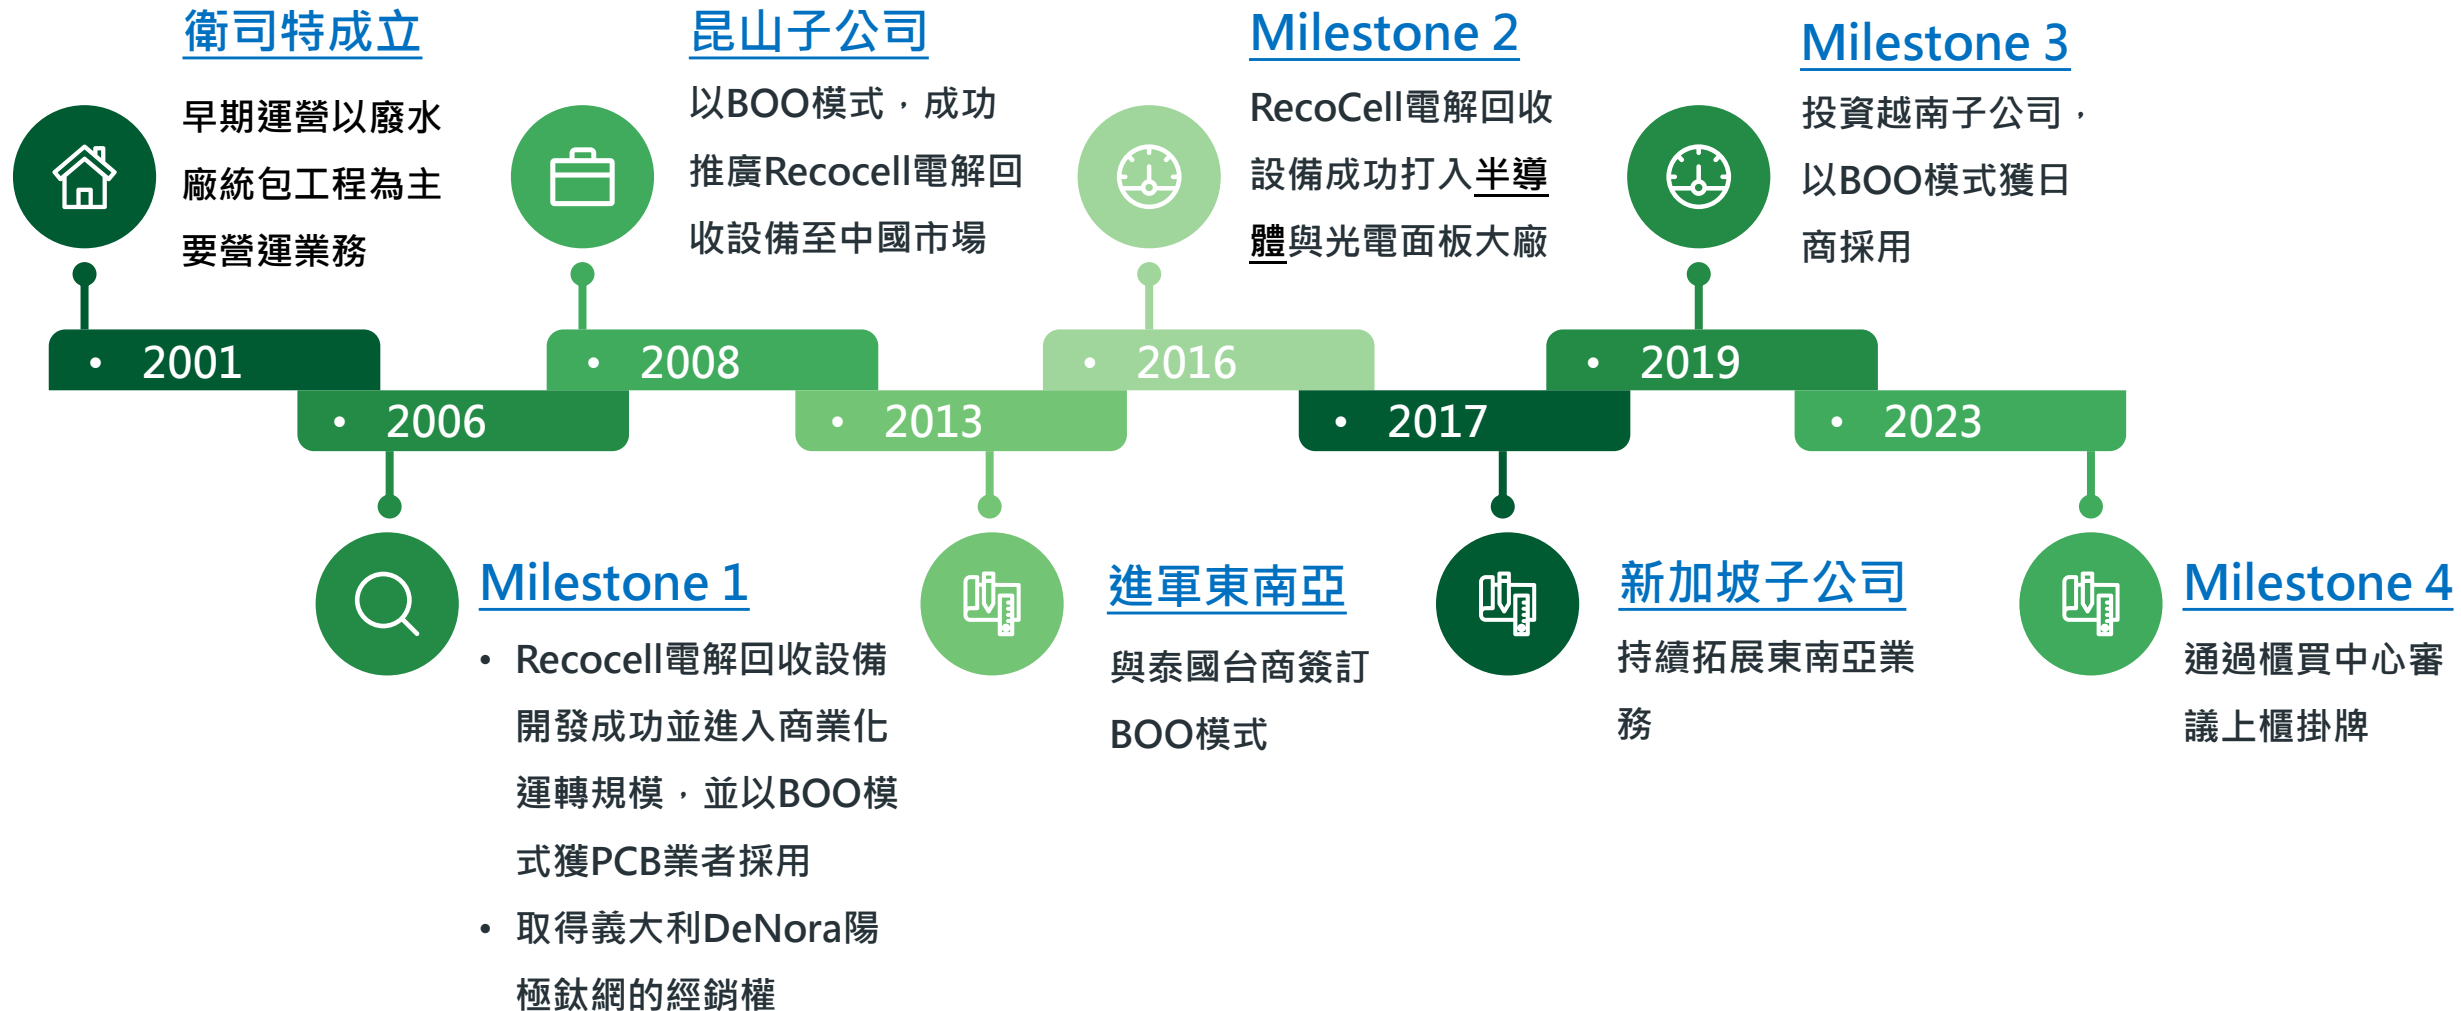 衛司特成立
早期運營以廢水
廠統包工程為主
要營運業務
昆山子公司
以BOO模式，成功
推廣Recocell電解回
收設備至中國市場
Milestone 2
RecoCell電解回收
設備成功打入半導
體與光電面板大廠
Milestone 3
投資越南子公司，
以BOO模式獲日
商採用
• 2001
• 2008
• 2016
• 2019
• 2006
• 2013
• 2017
• 2023
Milestone 1
• Recocell電解回收設備
開發成功並進入商業化
運轉規模，並以BOO模
式獲PCB業者採用
• 取得義大利DeNora陽
極鈦網的經銷權
進軍東南亞
與泰國台商簽訂
BOO模式
新加坡子公司
持續拓展東南亞業
務
Milestone 4
通過櫃買中心審
議上櫃掛牌